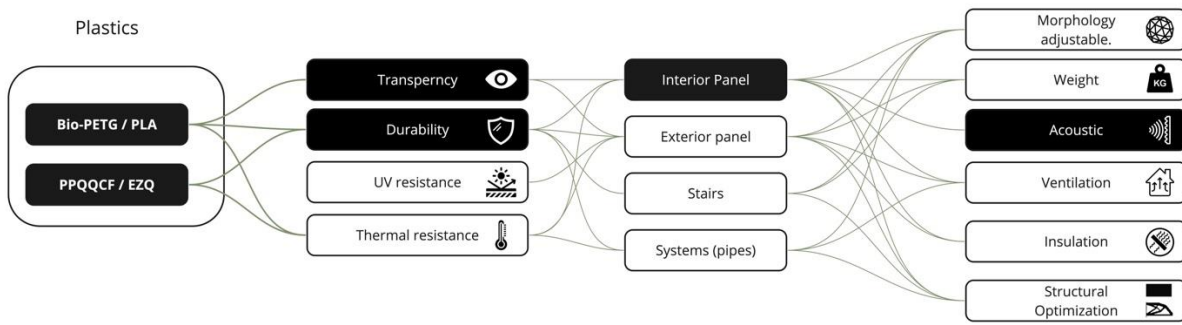 Plastics
Bio-PETG / PLA
PPQQCF / EZQ
Transperncy
Durability
UV resistance
Thermal resistance
Interior Panel
Exterior panel
Stairs
Systems (pipes)
Morphology
adjustable.
Weight
KG
Acoustic
Ventilation
Insulation
Structural
Optimization